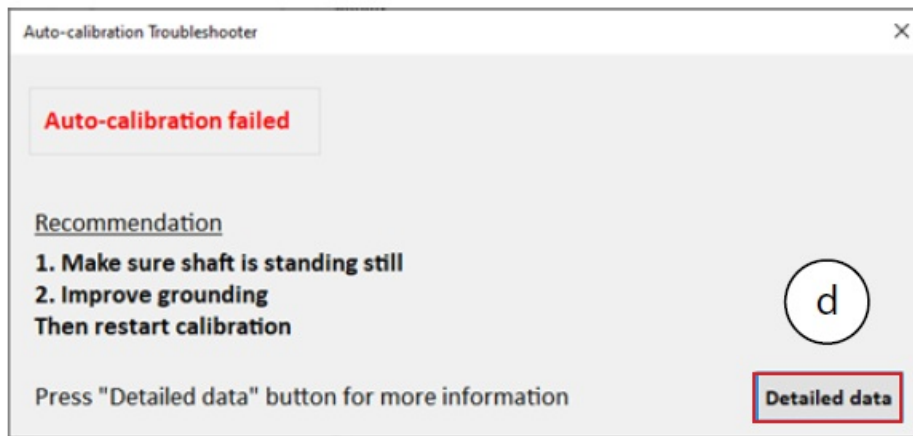 Auto-calibration Troubleshooter
Auto-calibration failed
Recommendation
1. Make sure shaft is standing still
2. Improve grounding
Then restart calibration
d
Press "Detailed data" button for more information
Detailed data